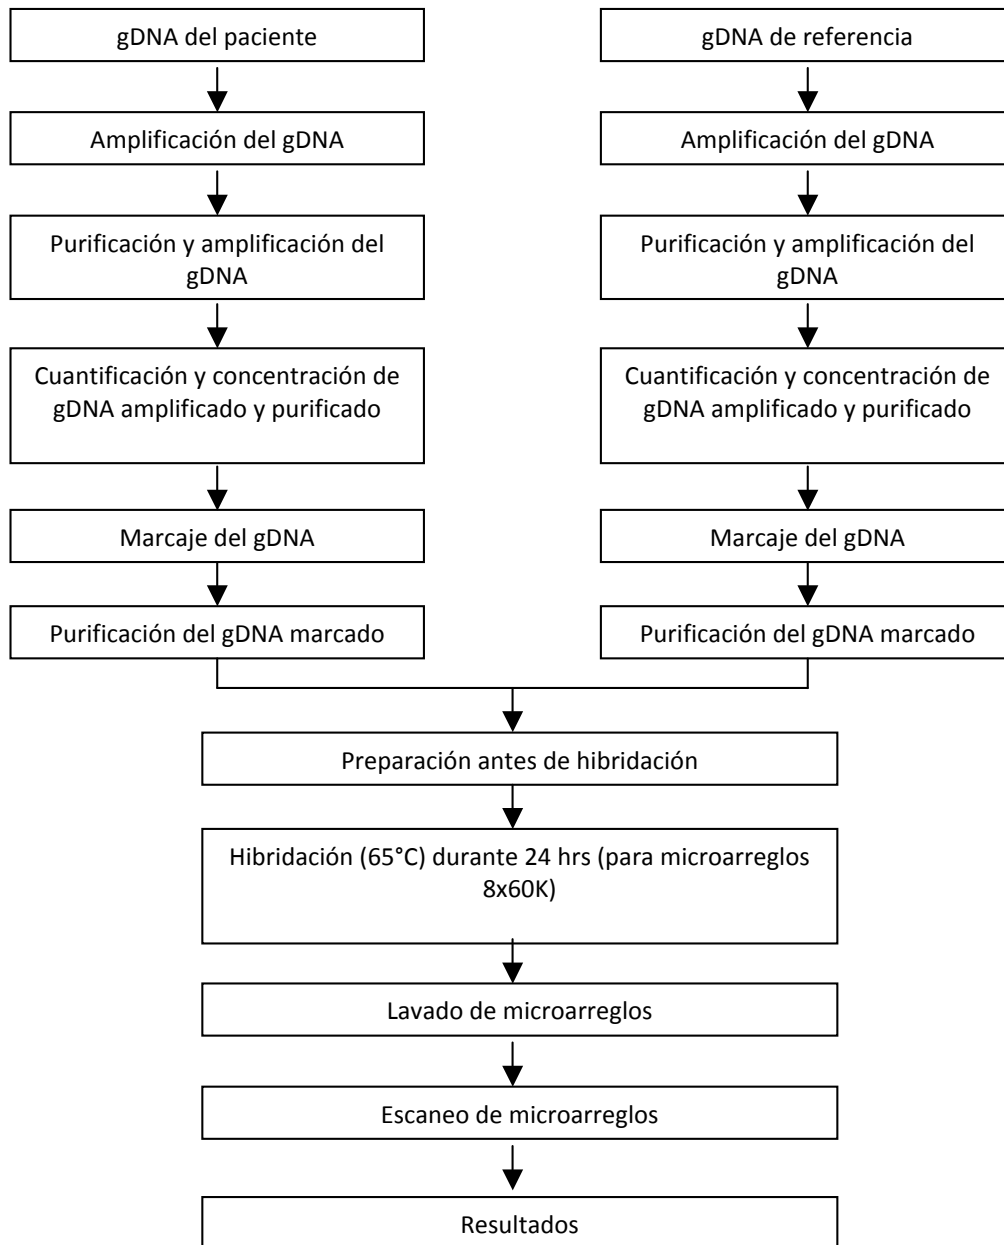 gDNA del paciente
gDNA de referencia
Amplificación del gDNA
Amplificación del gDNA
Purificación y amplificación del
gDNA
Purificación y amplificación del
gDNA
Cuantificación y concentración de
gDNA amplificado y purificado
Cuantificación y concentración de
gDNA amplificado y purificado
Marcaje del gDNA
Marcaje del gDNA
Purificación del gDNA marcado
Purificación del gDNA marcado
Preparación antes de hibridación
Hibridación (65°C) durante 24 hrs (para microarreglos
8x60K)
Lavado de microarreglos
Escaneo de microarreglos
Resultados